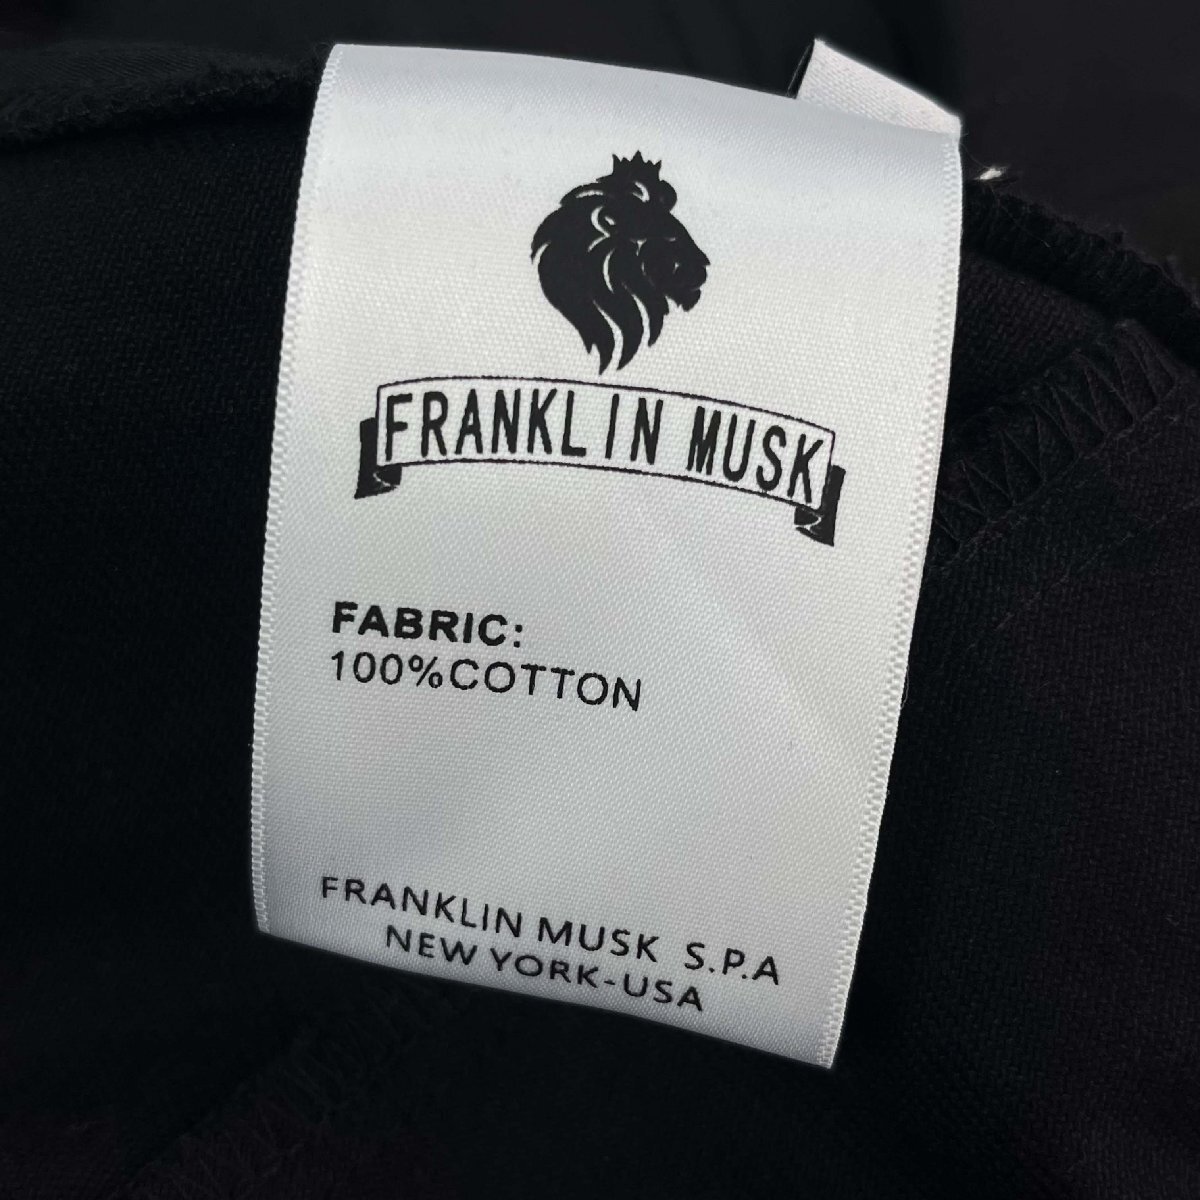 FRANKLIN MUSK
FABRIC:
100%COTTON
FRANKLIN MUSK S.P.A
NEW YORK-USA